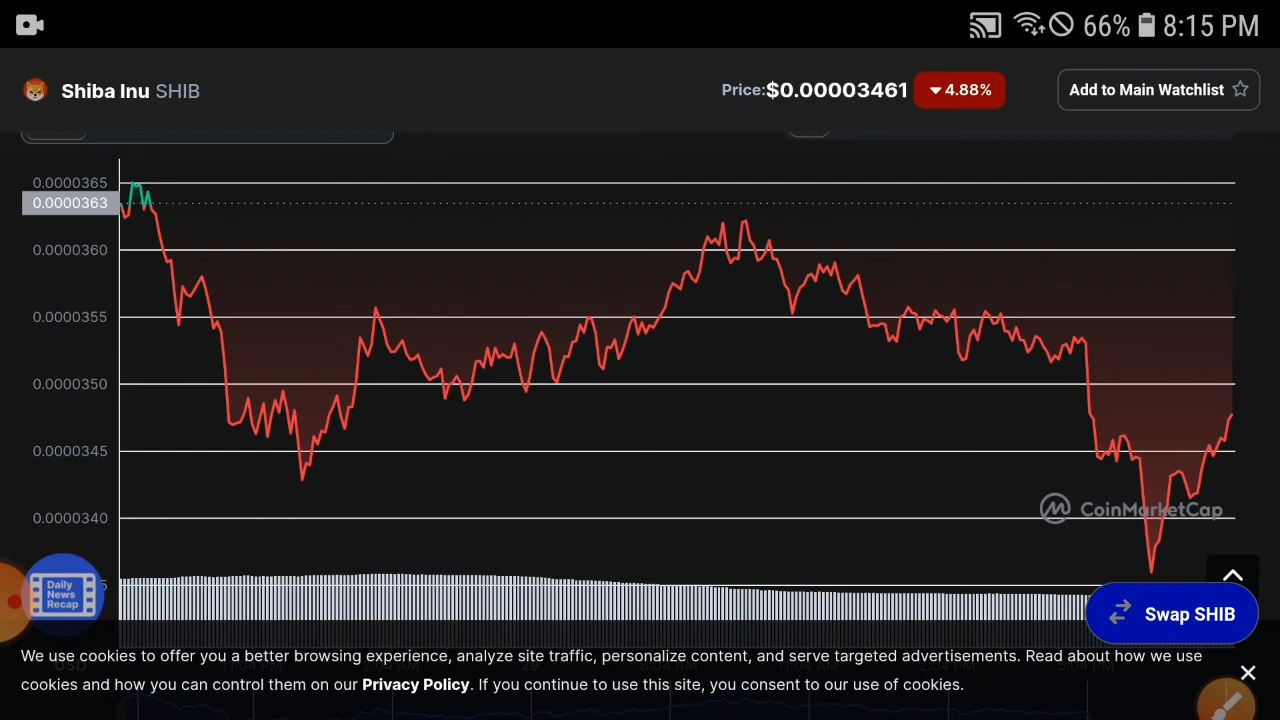 66% 8:15 PM
Shiba Inu SHIB Price: $0.00003461 4.88% Add to Main Watchlist
0.0000365
0.0000363
0.0000360
0.0000355
0.0000350
0.0000345
0.0000340
CoinMarketCap
Daily
News
Recap
5
Swap SHIB
USD
We use cookies to offer you a better browsing experience, analyze site traffic, personalize content, and serve targeted advertisements. Read about how we use
cookies and how you can control them on our Privacy Policy. If you continue to use this site, you consent to our use of cookies.